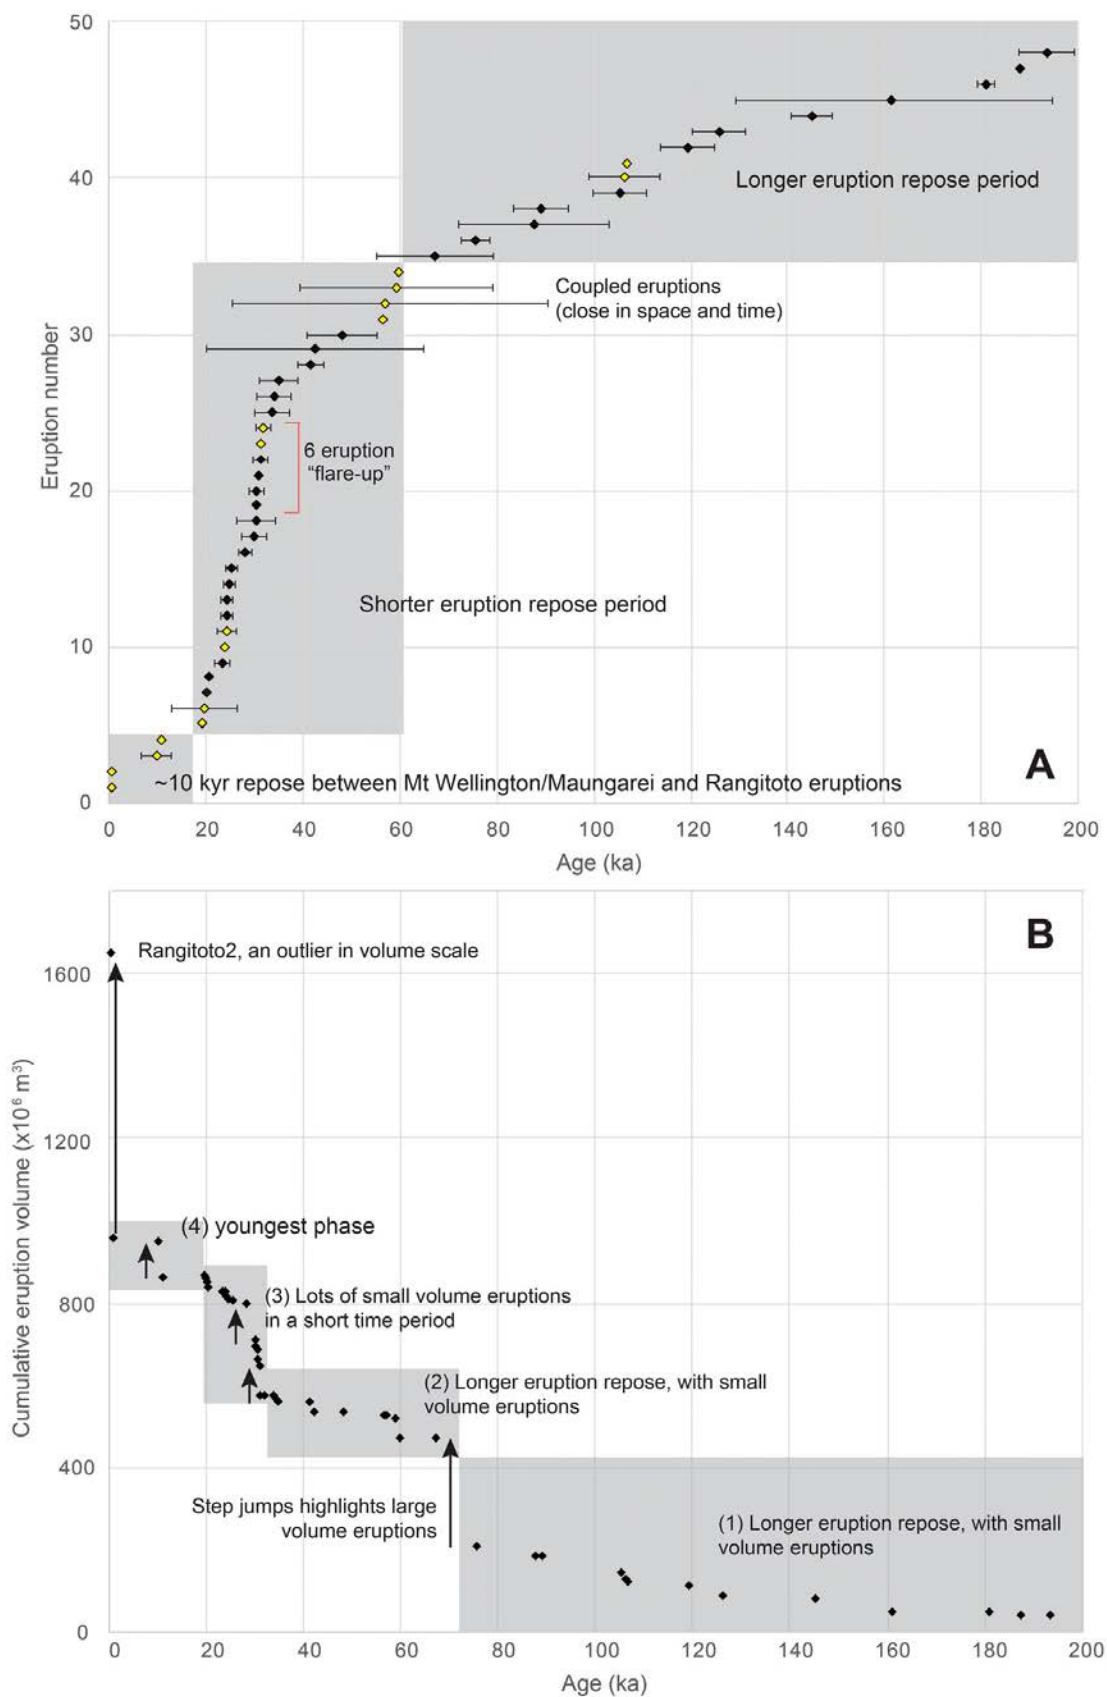 50
40
30
20
10
0
Eruption number
Longer eruption repose period
Coupled eruptions
(close in space and time)
6 eruption
“flare-up”
Shorter eruption repose period
~10 kyr repose between Mt Wellington/Maungarei and Rangitoto eruptions
A
0 20 40 60 80 100 120 140 160 180 200
Age (ka)
B
Rangitoto2, an outlier in volume scale
1600
1200
800
400
0
Cumulative eruption volume (x10⁶ m³)
(4) youngest phase
(3) Lots of small volume eruptions
in a short time period
(2) Longer eruption repose, with small
volume eruptions
Step jumps highlights large
volume eruptions
(1) Longer eruption repose, with small
volume eruptions
0 20 40 60 80 100 120 140 160 180 200
Age (ka)